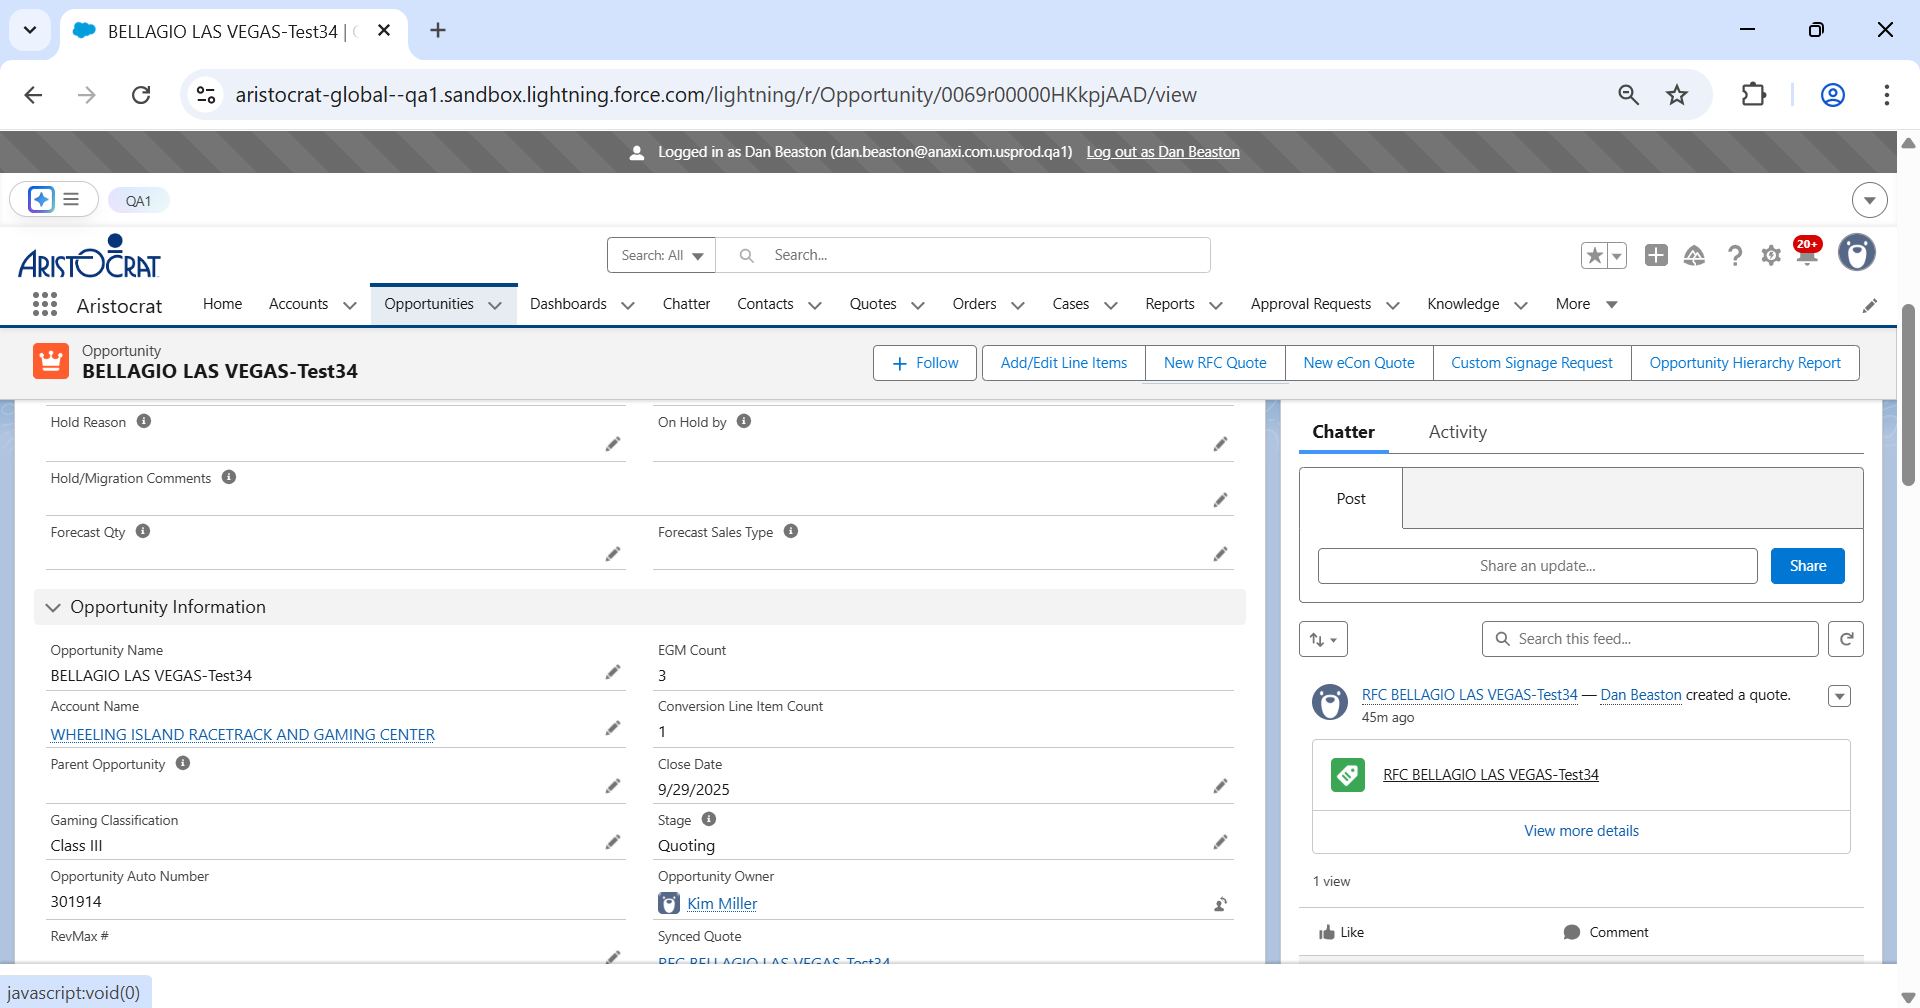 BELLAGIO LAS VEGAS-Test34 |
aristocrat-global--qa1.sandbox.lightning.force.com/lightning/r/Opportunity/0069r00000HKkpjAAD/view
Logged in as Dan Beaston (dan.beaston@anaxi.com.usprod.qa1) Log out as Dan Beaston
QA1
ARISTOCRAT
Search: All Search...
20+
Aristocrat Home Accounts Opportunities Dashboards Chatter Contacts Quotes Orders Cases Reports Approval Requests Knowledge More
Opportunity
BELLAGIO LAS VEGAS-Test34
Follow Add/Edit Line Items New RFC Quote New eCon Quote Custom Signage Request Opportunity Hierarchy Report
Hold Reason On Hold by
Hold/Migration Comments
Forecast Qty Forecast Sales Type
Opportunity Information
Opportunity Name EGM Count
BELLAGIO LAS VEGAS-Test34 3
Account Name Conversion Line Item Count
WHEELING ISLAND RACETRACK AND GAMING CENTER 1
Parent Opportunity Close Date
9/29/2025
Gaming Classification Stage
Class III Quoting
Opportunity Auto Number Opportunity Owner
301914 Kim Miller
RevMax # Synced Quote
RFC BELLAGIO LAS VEGAS-Test34
Chatter Activity
Post
Share an update... Share
Search this feed...
RFC BELLAGIO LAS VEGAS-Test34 — Dan Beaston created a quote.
45m ago
RFC BELLAGIO LAS VEGAS-Test34
View more details
1 view
Like Comment
javascript:void(0)